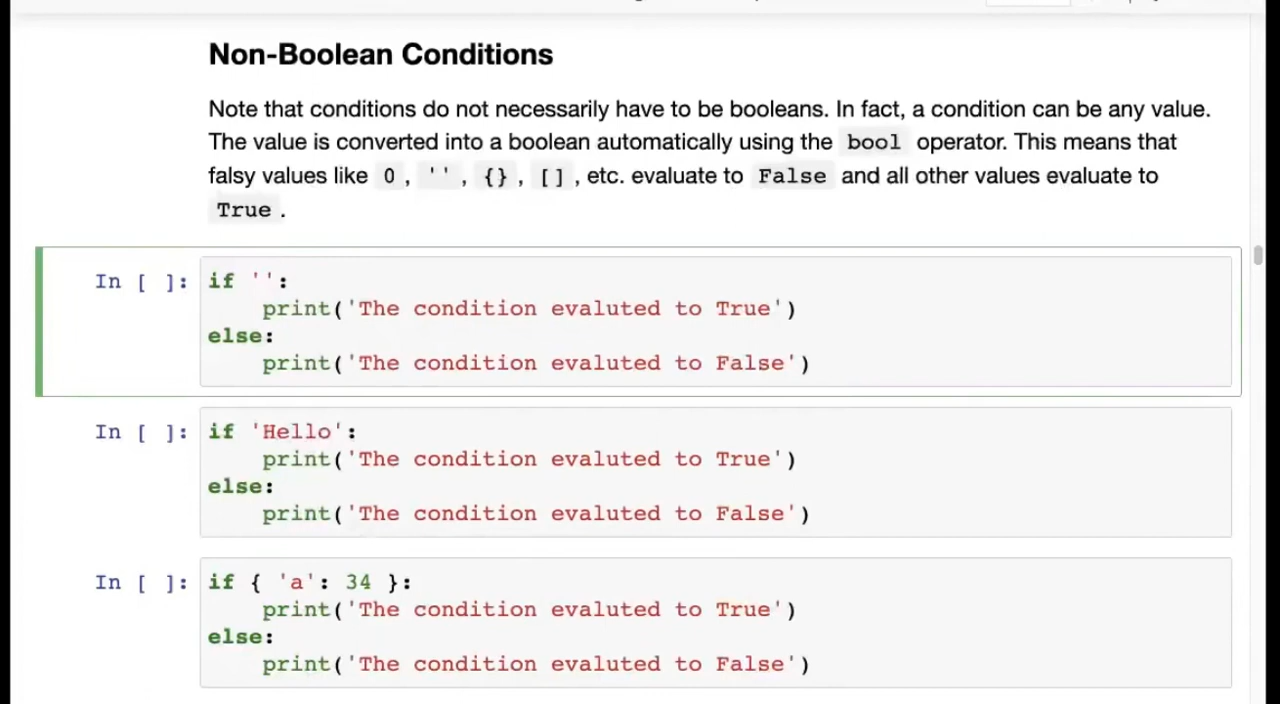 Non-Boolean Conditions
Note that conditions do not necessarily have to be booleans. In fact, a condition can be any value.
The value is converted into a boolean automatically using the bool operator. This means that
falsy values like 0 , '' , {} , [] , etc. evaluate to False and all other values evaluate to
True .
In [ ]: if '':
print('The condition evaluted to True')
else:
print('The condition evaluted to False')
In [ ]: if 'Hello':
print('The condition evaluted to True')
else:
print('The condition evaluted to False')
In [ ]: if { 'a': 34 }:
print('The condition evaluted to True')
else:
print('The condition evaluted to False')